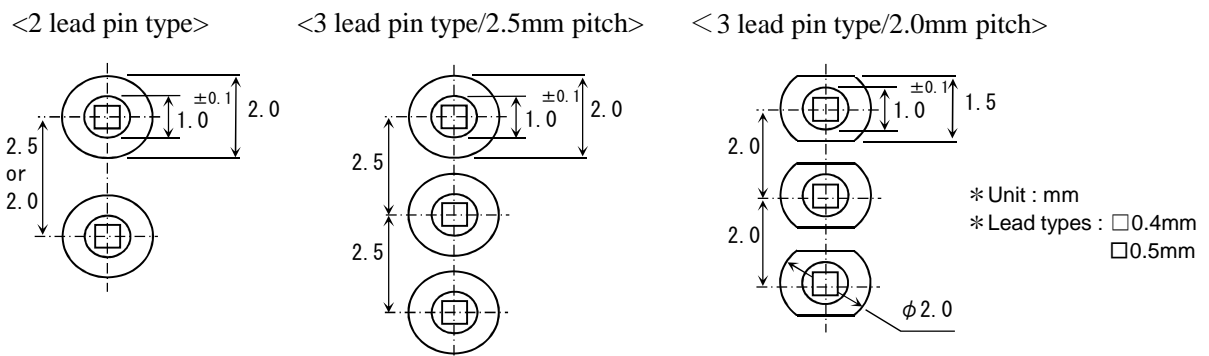 <2 lead pin type>
<3 lead pin type/2.5mm pitch>
＜3 lead pin type/2.0mm pitch>
±0.1
1.0
2.0
2.5
or
2.0
±0.1
1.0
2.0
2.5
2.5
±0.1
1.0
1.5
2.0
2.0
φ2.0
＊Unit : mm
＊Lead types : □0.4mm
□0.5mm